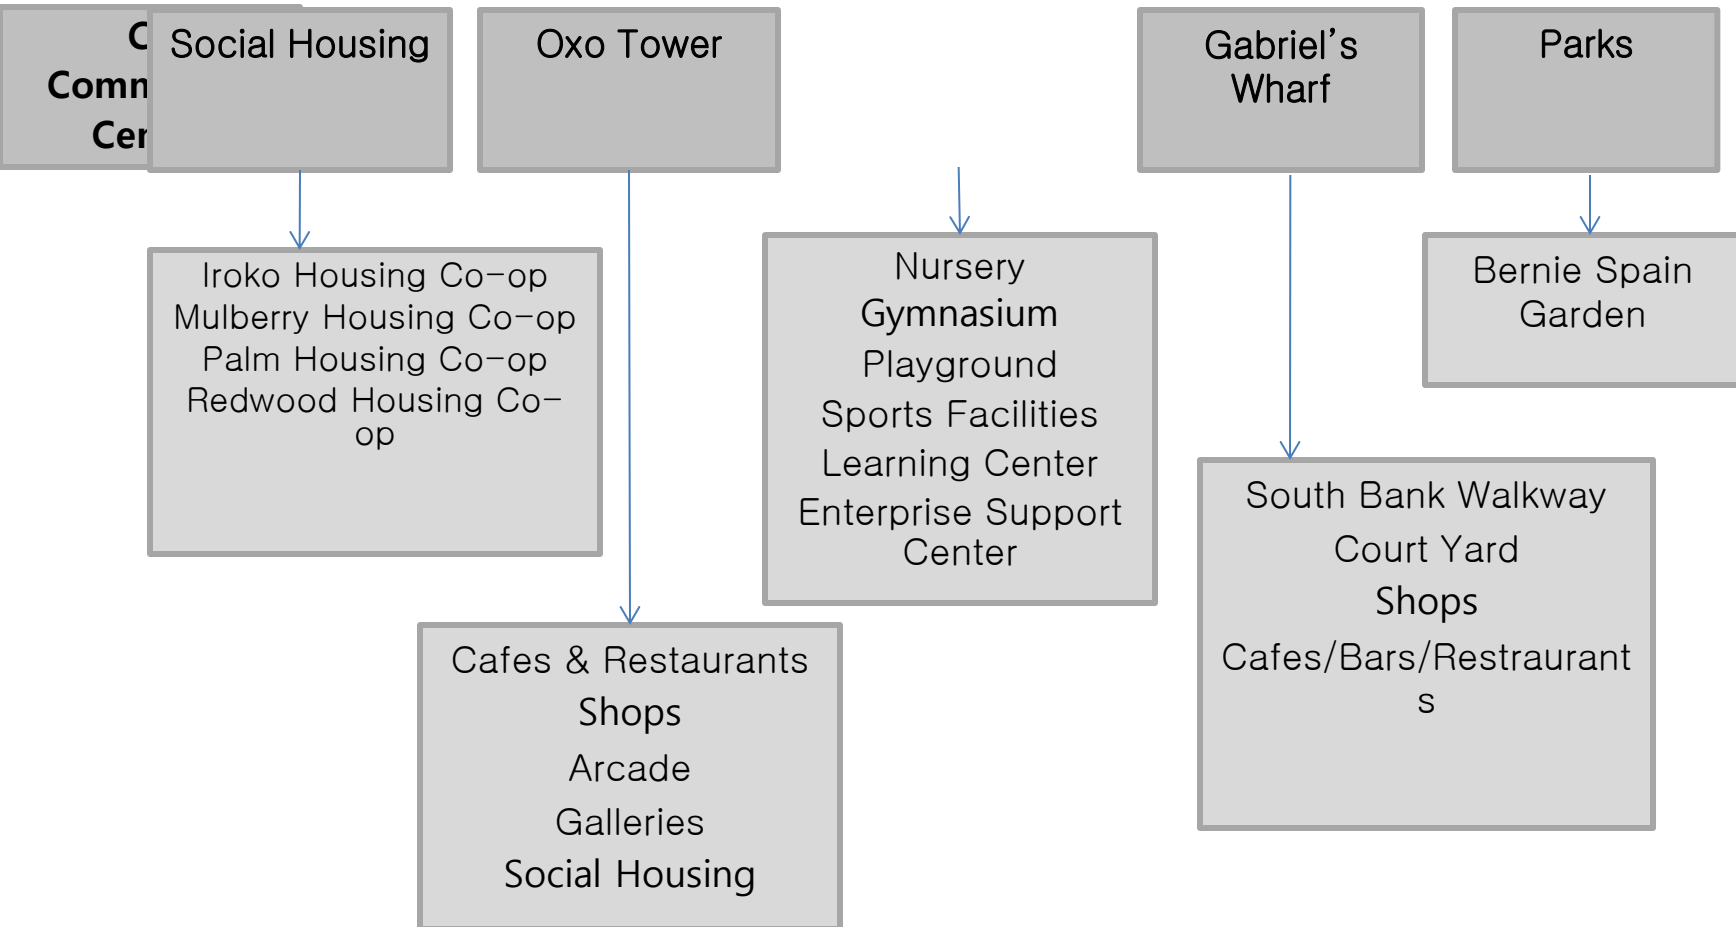 Social Housing
Oxo Tower
Gabriel's
Wharf
Parks
Iroko Housing Co-op
Mulberry Housing Co-op
Palm Housing Co-op
Redwood Housing Co-
op
Nursery
Gymnasium
Playground
Sports Facilities
Learning Center
Enterprise Support
Center
Bernie Spain
Garden
South Bank Walkway
Court Yard
Shops
Cafes/Bars/Restraurant
s
Cafes & Restaurants
Shops
Arcade
Galleries
Social Housing